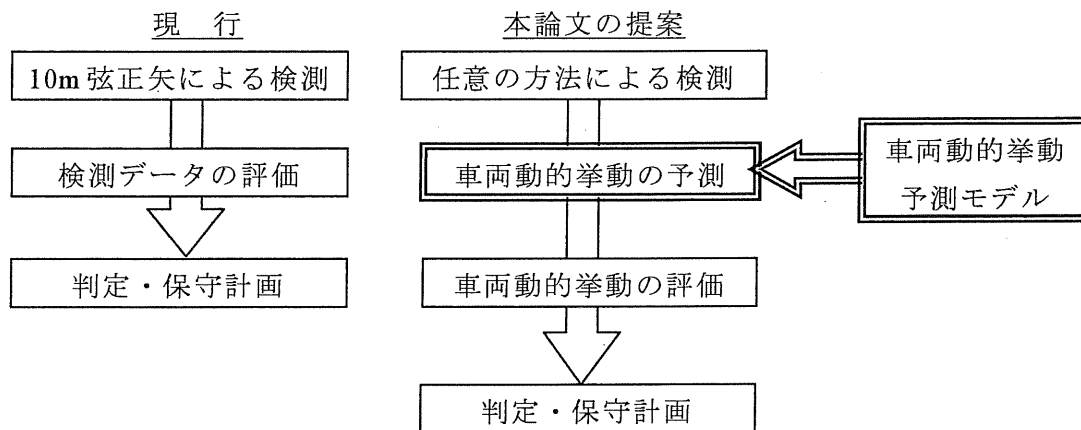 現 行
10m弦正矢による検測
検測データの評価
判定・保守計画
本論文の提案
任意の方法による検測
車両動的挙動の予測
車両動的挙動の評価
判定・保守計画
車両動的挙動
予測モデル